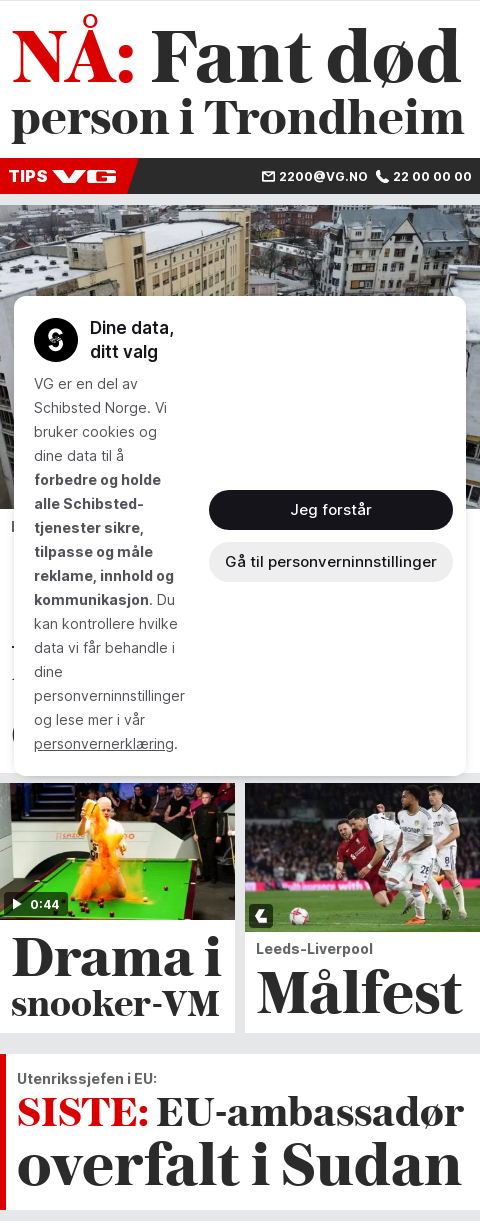 NÅ: Fant død
person i Trondheim
TIPS VG
2200@VG.NO 22 00 00 00
Dine data,
ditt valg
VG er en del av
Schibsted Norge. Vi
bruker cookies og
dine data til å
forbedre og holde
alle Schibsted-
tjenester sikre,
tilpasse og måle
reklame, innhold og
kommunikasjon. Du
kan kontrollere hvilke
data vi får behandle i
dine
personverninnstillinger
og lese mer i vår
personvernerklæring.
Jeg forstår
Gå til personverninnstillinger
0:44
Drama i
snooker-VM
Leeds-Liverpool
Målfest
Utenrikssjefen i EU:
SISTE: EU-ambassadør
overfalt i Sudan